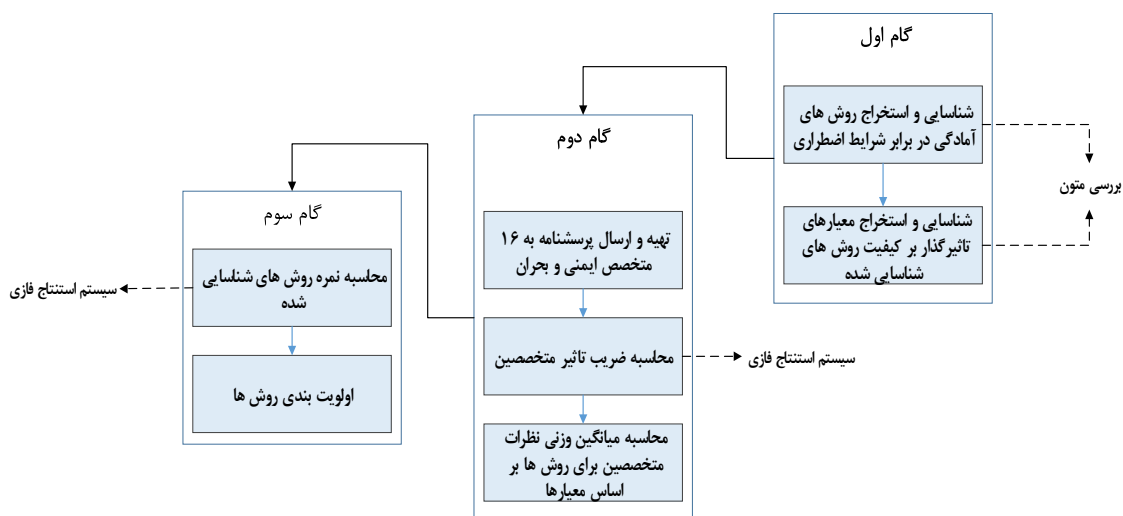 گام اول
شناسایی و استخراج روش های
آمادگی در برابر شرایط اضطراری
شناسایی و استخراج معیارهای
تاثیرگذار بر کیفیت روش های
شناسایی شده
بررسی متون
گام دوم
تهیه و ارسال پرسشنامه به ۱۶
متخصص ایمنی و بحران
محاسبه ضریب تاثیر متخصصین
سیستم استنتاج فازی
محاسبه میانگین وزنی نظرات
متخصصین برای روش ها بر
اساس معیارها
گام سوم
محاسبه نمره روش های شناسایی
شده
سیستم استنتاج فازی
اولویت بندی روش ها